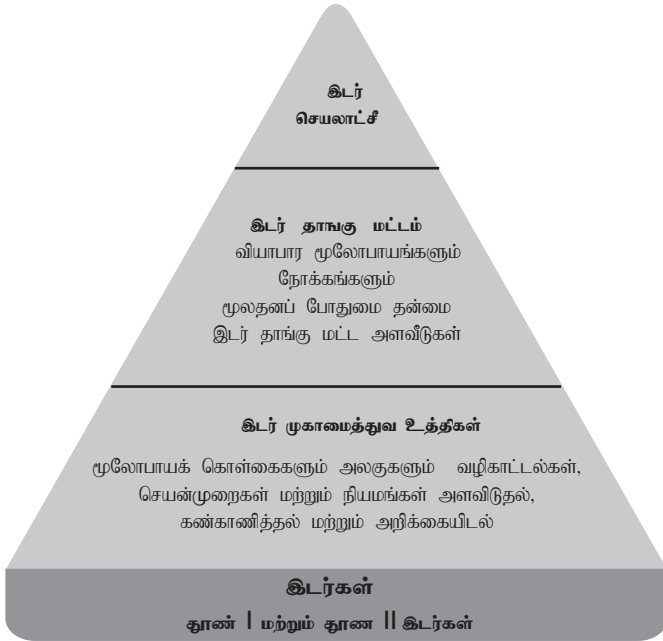 இடர்
செயலாட்சீ
இடர் தாஙகு மட்டம்
வியாபார மூலோபாயங்களும்
நோக்கங்களும்
மூலதனப் போதுமை தன்மை
இடர் தாங்கு மட்ட அளவீடுகள்
இடர் முகாமைத்துவ உத்திகள்
மூலோபாயக் கொள்கைகளும் அலகுகளும் வழிகாட்டல்கள்,
செயன்முறைகள் மற்றும் நியமங்கள் அளவிடுதல்,
கண்காணித்தல் மற்றும் அறிக்கையிடல்
இடர்கள்
தூண் I மற்றும் தூண II இடர்கள்